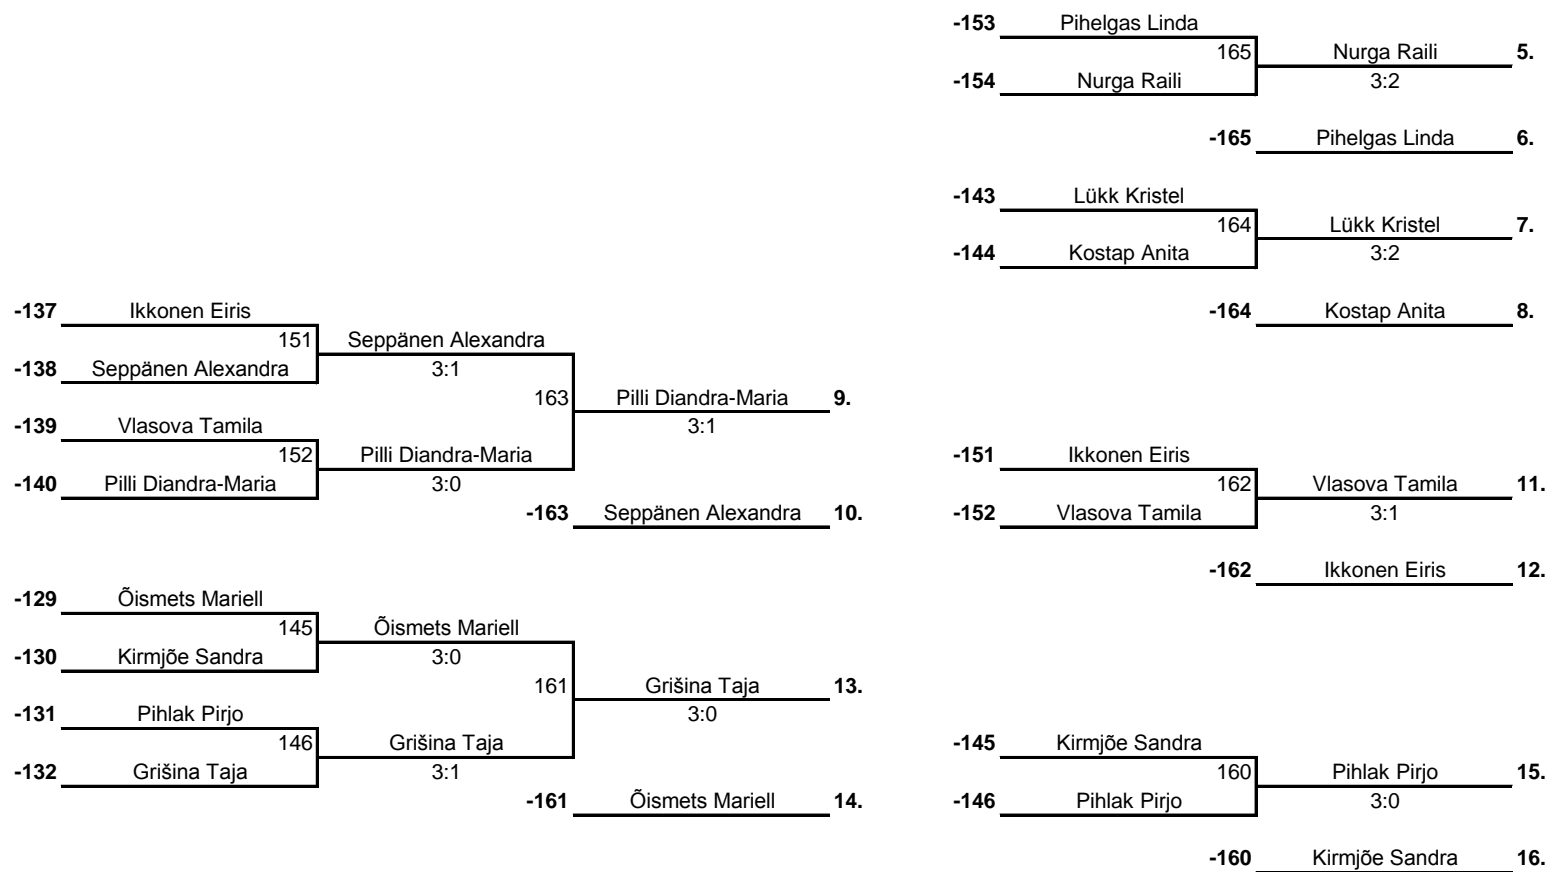 -153 Pihelgas Linda
165 Nurga Raili 5.
-154 Nurga Raili 3:2
-165 Pihelgas Linda 6.
-143 Lükk Kristel
164 Lükk Kristel 7.
-144 Kostap Anita 3:2
-137 Ikkonen Eiris -164 Kostap Anita 8.
151 Seppänen Alexandra
-138 Seppänen Alexandra 3:1
163 Pilli Diandra-Maria 9.
-139 Vlasova Tamila 3:1
152 Pilli Diandra-Maria -151 Ikkonen Eiris
-140 Pilli Diandra-Maria 3:0 162 Vlasova Tamila 11.
-163 Seppänen Alexandra 10. -152 Vlasova Tamila 3:1
-162 Ikkonen Eiris 12.
-129 Õismets Mariell
145 Õismets Mariell
-130 Kirmjõe Sandra 3:0
161 Grišina Taja 13.
-131 Pihlak Pirjo 3:0
146 Grišina Taja -145 Kirmjõe Sandra
-132 Grišina Taja 3:1 160 Pihlak Pirjo 15.
-161 Õismets Mariell 14. -146 Pihlak Pirjo 3:0
-160 Kirmjõe Sandra 16.